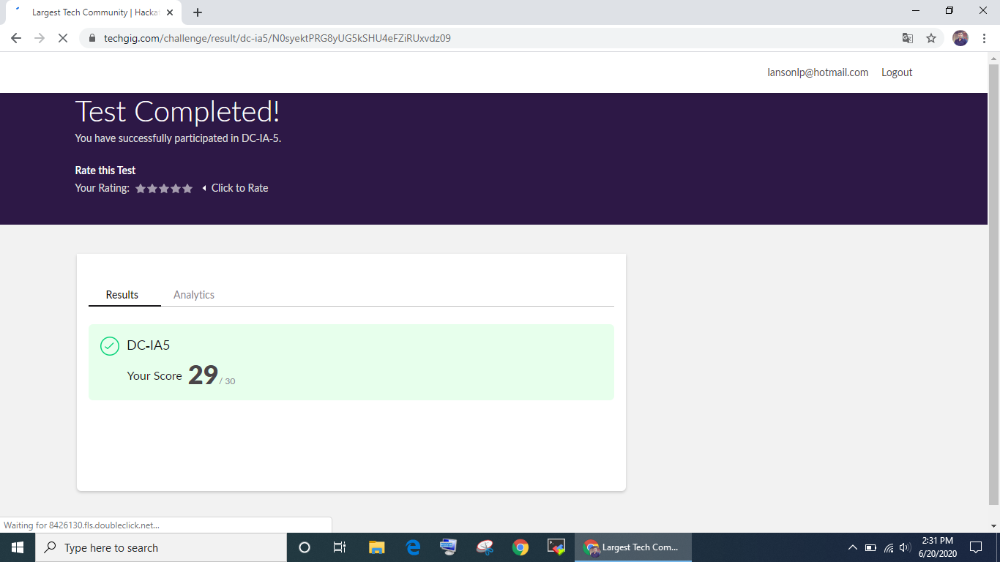 Largest Tech Community | Hacka
techgig.com/challenge/result/dc-ia5/N0syektPRG8yUG5kSHU4eFZiRUxvdz09
lansonlp@hotmail.com Logout
Test Completed!
You have successfully participated in DC-IA-5.
Rate this Test
Your Rating: Click to Rate
Results Analytics
DC-IA5
Your Score 29 / 30
Waiting for 8426130.fls.doubleclick.net...
Type here to search
Largest Tech Com...
2:31 PM
6/20/2020